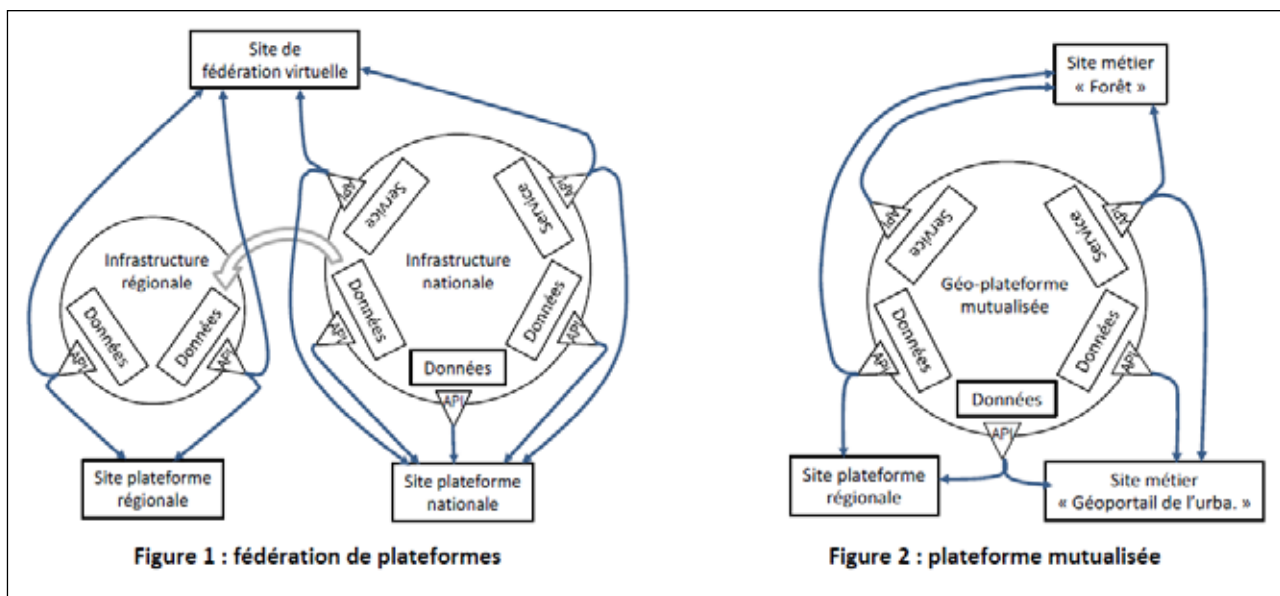 Site de
fédération virtuelle
API
Service
Service
API
Infrastructure
régionale
Données
Données
API
API
Infrastructure
nationale
Données
API
Données
API
Données
API
Site plateforme
régionale
Site plateforme
nationale
Figure 1 : fédération de plateformes
Site métier
« Forêt »
API
Service
Service
API
Géo-plateforme
mutualisée
Données
API
Données
API
Données
API
Site plateforme
régionale
Site métier
« Géoportail de l'urba. »
Figure 2 : plateforme mutualisée